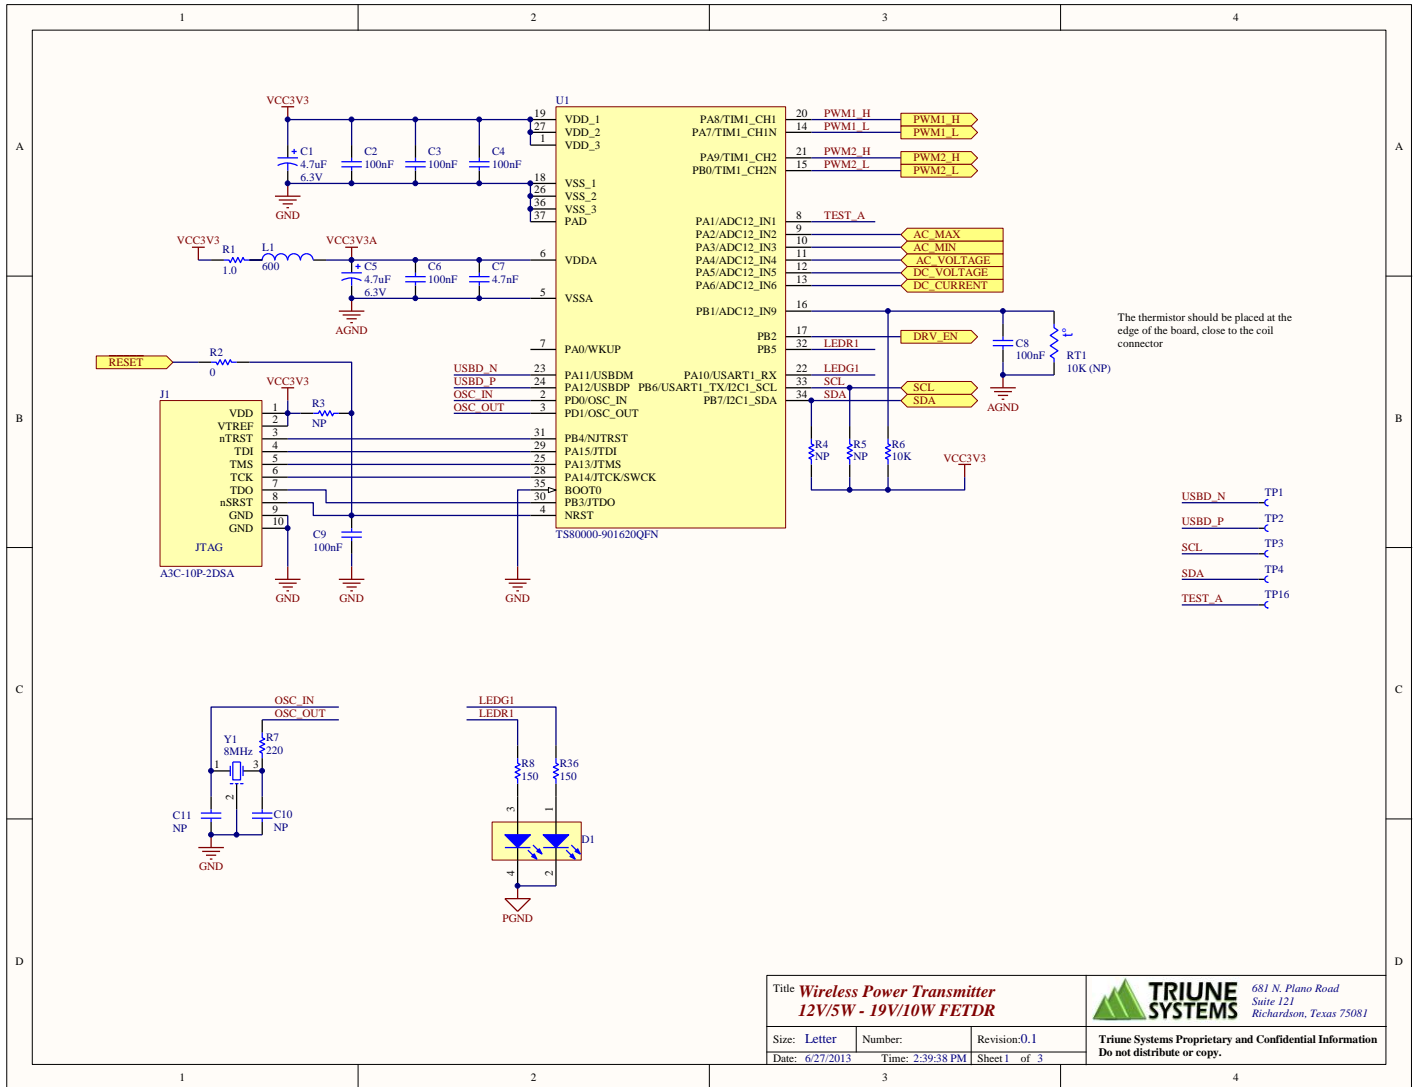 1 2 3 4
A A
B B
C C
D D
1 2 3 4
VCC3V3
C1
4.7uF
6.3V
C2
100nF
C3
100nF
C4
100nF
GND
VCC3V3
R1
1.0
L1
600
VCC3V3A
C5
4.7uF
6.3V
C6
100nF
C7
4.7nF
AGND
U1
19 VDD_1
27 VDD_2
1 VDD_3
18 VSS_1
26 VSS_2
36 VSS_3
37 PAD
6 VDDA
5 VSSA
7 PA0/WKUP
USBD_N 23 PA11/USBDM
USBD_P 24 PA12/USBDP
OSC_IN 2 PD0/OSC_IN
OSC_OUT 3 PD1/OSC_OUT
31 PB4/NJTRST
29 PA15/JTDI
25 PA13/JTMS
28 PA14/JTCK/SWCK
35 BOOT0
30 PB3/JTDO
4 NRST
TS80000-901620QFN
PA8/TIM1_CH1 20 PWM1_H PWM1_H
PA7/TIM1_CH1N 14 PWM1_L PWM1_L
PA9/TIM1_CH2 21 PWM2_H PWM2_H
PB0/TIM1_CH2N 15 PWM2_L PWM2_L
PA1/ADC12_IN1 8 TEST_A
PA2/ADC12_IN2 9 AC_MAX
PA3/ADC12_IN3 10 AC_MIN
PA4/ADC12_IN4 11 AC_VOLTAGE
PA5/ADC12_IN5 12 DC_VOLTAGE
PA6/ADC12_IN6 13 DC_CURRENT
PB1/ADC12_IN9 16
PB2 17 DRV_EN
PB5 32 LEDR1
PA10/USART1_RX 22 LEDG1
PB6/USART1_TX/I2C1_SCL 33 SCL SCL
PB7/I2C1_SDA 34 SDA SDA
C8
100nF
t°
RT1
10K (NP)
AGND
The thermistor should be placed at the
edge of the board, close to the coil
connector
R4
NP
R5
NP
R6
10K
VCC3V3
RESET
R2
0
VCC3V3
R3
NP
J1
VDD 1
VTREF 2
nTRST 3
TDI 4
TMS 5
TCK 6
TDO 7
nSRST 8
GND 9
GND 10
JTAG
A3C-10P-2DSA
C9
100nF
GND
GND
GND
USBD_N TP1
USBD_P TP2
SCL TP3
SDA TP4
TEST_A TP16
OSC_IN
OSC_OUT
Y1
8MHz
R7
220
1 3
2
C11
NP
C10
NP
GND
LEDG1
LEDR1
R8
150
R36
150
3 1
D1
4 2
PGND
Title Wireless Power Transmitter
12V/5W - 19V/10W FETDR
Size: Letter Number: Revision:0.1
Date: 6/27/2013 Time: 2:39:38 PM Sheet 1 of 3
TRIUNE
SYSTEMS
681 N. Plano Road
Suite 121
Richardson, Texas 75081
Triune Systems Proprietary and Confidential Information
Do not distribute or copy.